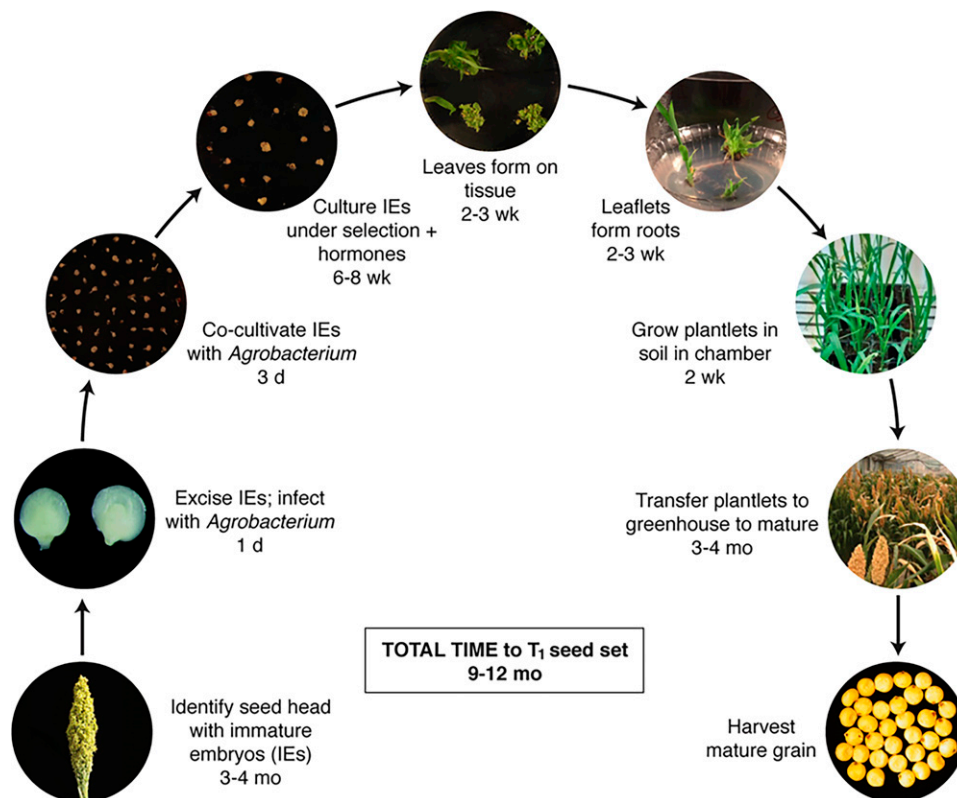 Identify seed head
with immature
embryos (IEs)
3-4 mo
Excise IEs; infect
with Agrobacterium
1 d
Co-cultivate IEs
with Agrobacterium
3 d
Culture IEs
under selection +
hormones
6-8 wk
Leaves form on
tissue
2-3 wk
Leaflets
form roots
2-3 wk
Grow plantlets in
soil in chamber
2 wk
Transfer plantlets to
greenhouse to mature
3-4 mo
Harvest
mature grain
TOTAL TIME to T₁ seed set
9-12 mo